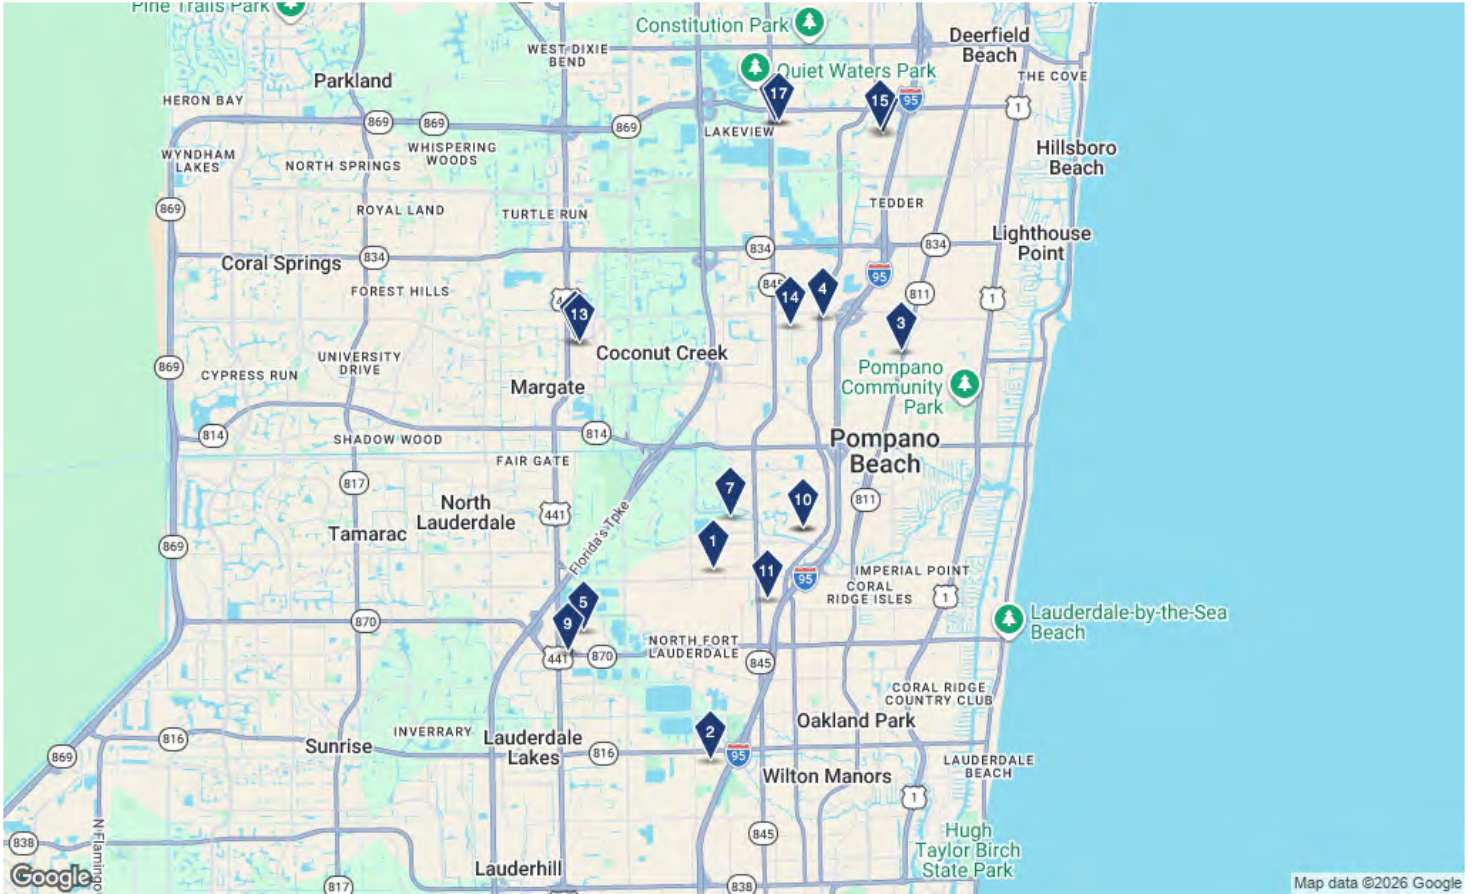 Pine Trails Park
Constitution Park
Deerfield
Beach
WEST DIXIE
BEND
Quiet Waters Park
THE COVE
Parkland
HERON BAY
17
15
95
1
869
869
869
LAKEVIEW
WHISPERING
WOODS
WYNDHAM
LAKES
NORTH SPRINGS
Hillsboro
Beach
869
ROYAL LAND
TURTLE RUN
TEDDER
834
834
Lighthouse
Point
Coral Springs
834
95
845
14
4
811
1
FOREST HILLS
13
3
Coconut Creek
UNIVERSITY
DRIVE
869
CYPRESS RUN
Margate
Pompano
Community
Park
814
SHADOW WOOD
814
Pompano
Beach
FAIR GATE
817
7
10
811
North
Lauderdale
441
Florida's Tpke
Tamarac
869
1
11
95
IMPERIAL POINT
CORAL
RIDGE ISLES
1
5
9
870
Lauderdale-by-the-Sea
Beach
NORTH FORT
LAUDERDALE
441
870
845
CORAL RIDGE
COUNTRY CLUB
Oakland Park
INVERRARY
2
816
Sunrise
Lauderdale
Lakes
816
95
869
LAUDERDALE
BEACH
Wilton Manors
1
N Flamingo
838
845
Hugh
Taylor Birch
State Park
Lauderhill
817
838
Google
Map data ©2026 Google